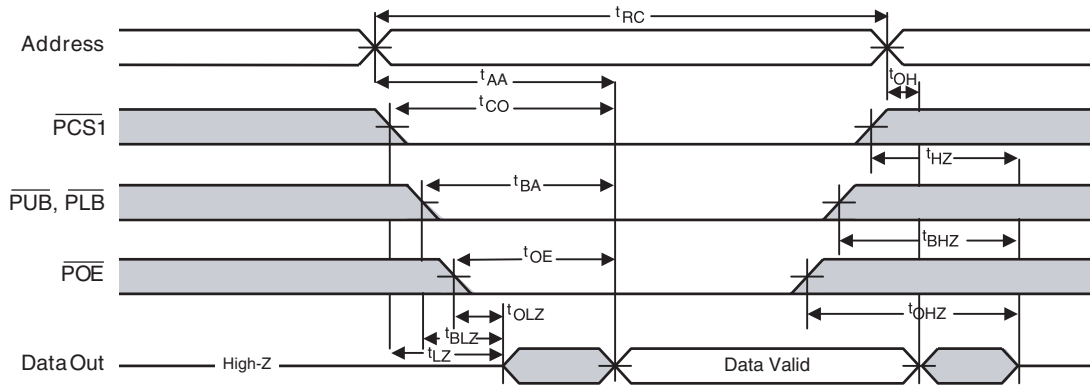 tRC
Address
tAA
tOH
tCO
PCS1
tHZ
tBA
PUB, PLB
tBHZ
tOE
POE
tOLZ
tOHZ
tBLZ
tLZ
Data Out
High-Z
Data Valid